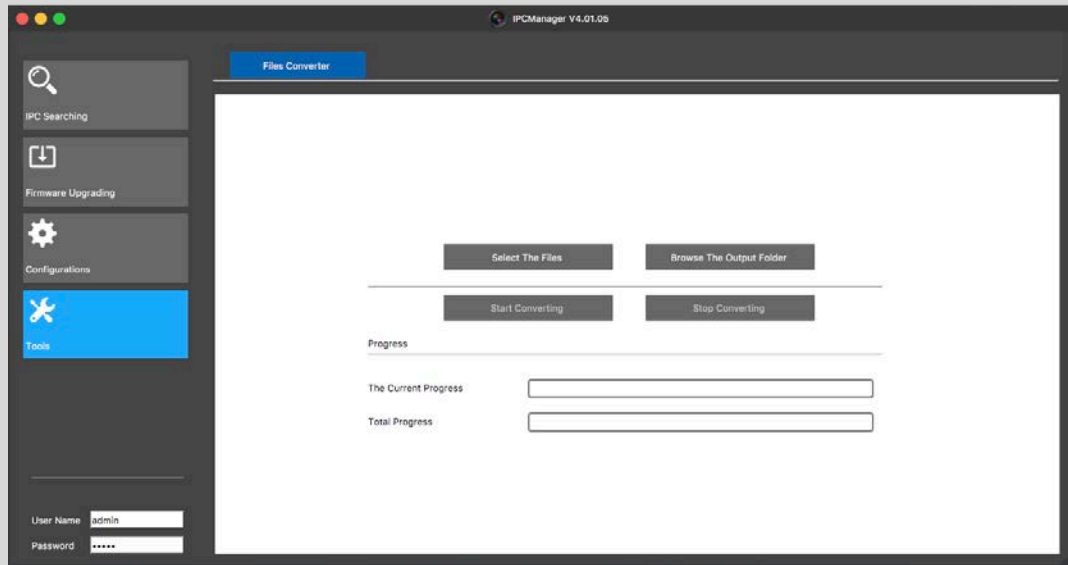 IPCManager V4.01.05
IPC Searching
Firmware Upgrading
Configurations
Tools
User Name admin
Password •••••
Files Converter
Select The Files Browse The Output Folder
Start Converting Stop Converting
Progress
The Current Progress
Total Progress